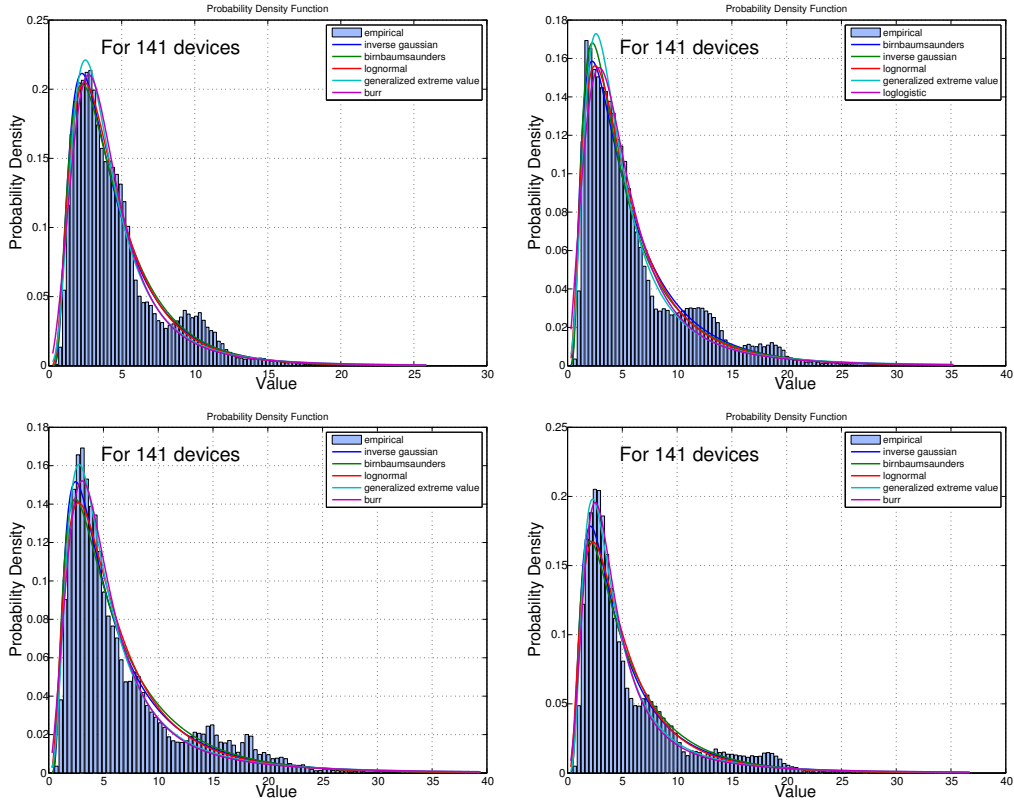 Probability Density Function
0.25
0.2
0.15
0.1
0.05
0
Probability Density
For 141 devices
empirical
inverse gaussian
birnbaumsaunders
lognormal
generalized extreme value
burr
0 5 10 15 20 25 30
Value
Probability Density Function
0.18
0.16
0.14
0.12
0.1
0.08
0.06
0.04
0.02
0
Probability Density
For 141 devices
empirical
birnbaumsaunders
inverse gaussian
lognormal
generalized extreme value
loglogistic
0 5 10 15 20 25 30 35 40
Value
Probability Density Function
0.18
0.16
0.14
0.12
0.1
0.08
0.06
0.04
0.02
0
Probability Density
For 141 devices
empirical
inverse gaussian
birnbaumsaunders
lognormal
generalized extreme value
burr
0 5 10 15 20 25 30 35 40
Value
Probability Density Function
0.25
0.2
0.15
0.1
0.05
0
Probability Density
For 141 devices
empirical
inverse gaussian
birnbaumsaunders
lognormal
generalized extreme value
burr
0 5 10 15 20 25 30 35 40
Value